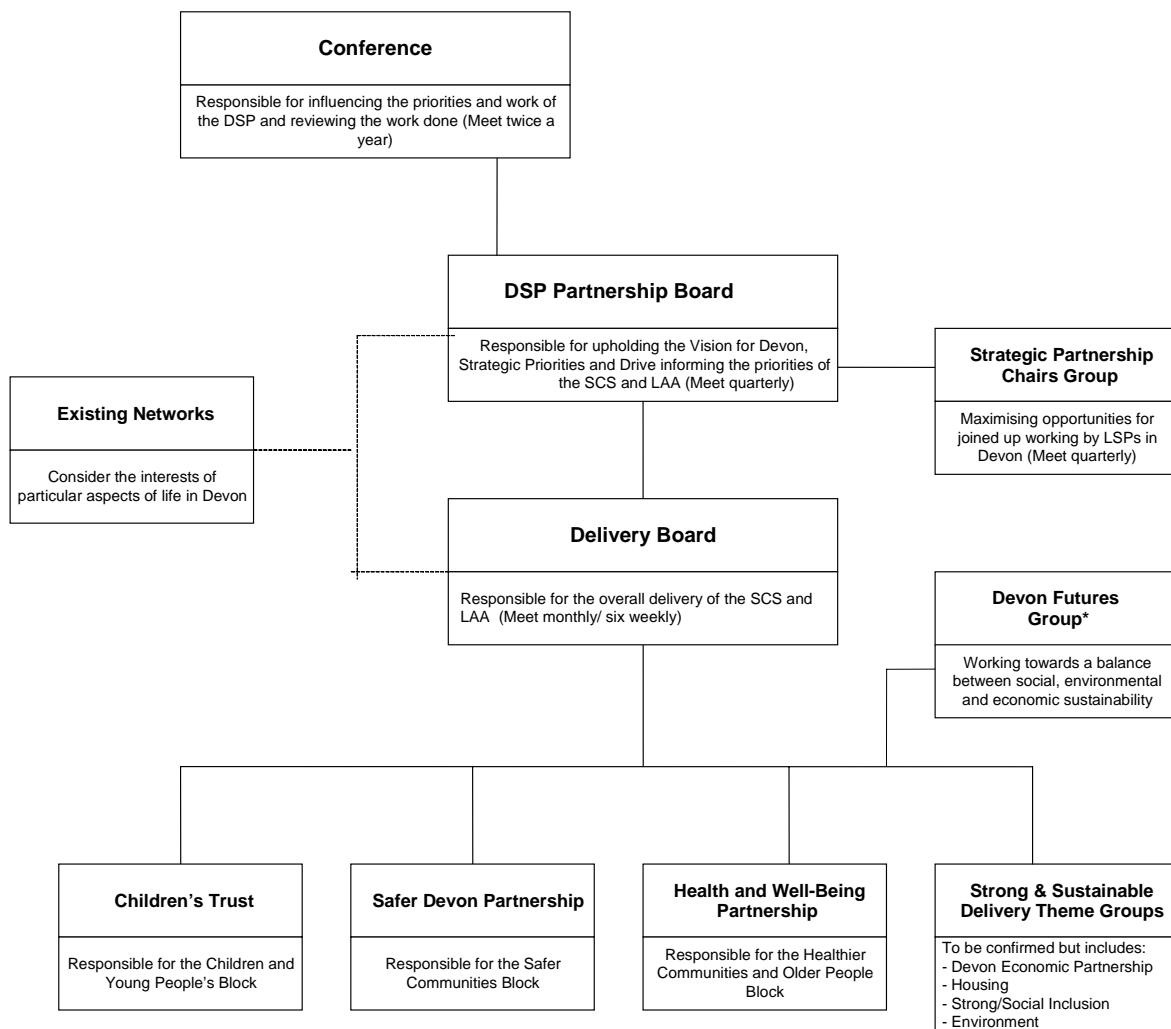 Conference
Responsible for influencing the priorities and work of
the DSP and reviewing the work done (Meet twice a
year)
DSP Partnership Board
Responsible for upholding the Vision for Devon,
Strategic Priorities and Drive informing the priorities of
the SCS and LAA (Meet quarterly)
Strategic Partnership
Chairs Group
Maximising opportunities for
joined up working by LSPs in
Devon (Meet quarterly)
Existing Networks
Consider the interests of
particular aspects of life in Devon
Delivery Board
Responsible for the overall delivery of the SCS and
LAA  (Meet monthly/ six weekly)
Devon Futures
Group*
Working towards a balance
between social, environmental
and economic sustainability
Children’s Trust
Responsible for the Children and
Young People’s Block
Safer Devon Partnership
Responsible for the Safer
Communities Block
Health and Well-Being
Partnership
Responsible for the Healthier
Communities and Older People
Block
Strong & Sustainable
Delivery Theme Groups
To be confirmed but includes:
- Devon Economic Partnership
- Housing
- Strong/Social Inclusion
- Environment